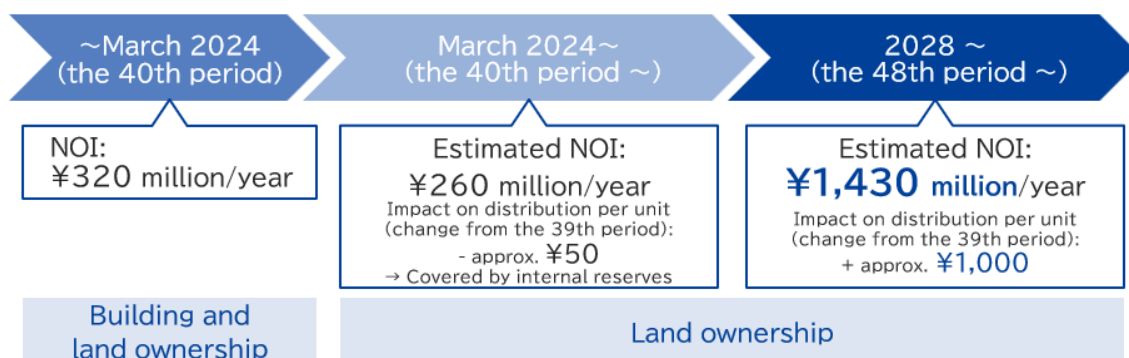 ~March 2024
(the 40th period)
March 2024~
(the 40th period ~)
2028 ~
(the 48th period ~)
NOI:
¥320 million/year
Estimated NOI:
¥260 million/year
Impact on distribution per unit
(change from the 39th period):
- approx. ¥50
→ Covered by internal reserves
Estimated NOI:
¥1,430 million/year
Impact on distribution per unit
(change from the 39th period):
+ approx. ¥1,000
Building and
land ownership
Land ownership